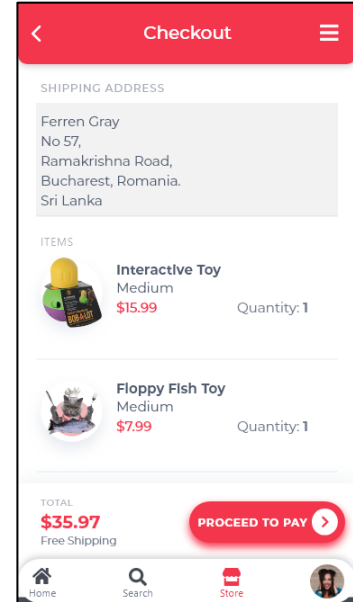 Checkout
SHIPPING ADDRESS
Ferren Gray
No 57,
Ramakrishna Road,
Bucharest, Romania.
Sri Lanka
ITEMS
Interactive Toy
Medium
$15.99
Quantity: 1
BOB-A-LOT
Floppy Fish Toy
Medium
$7.99
Quantity: 1
TOTAL
$35.97
Free Shipping
PROCEED TO PAY
Home
Search
Store